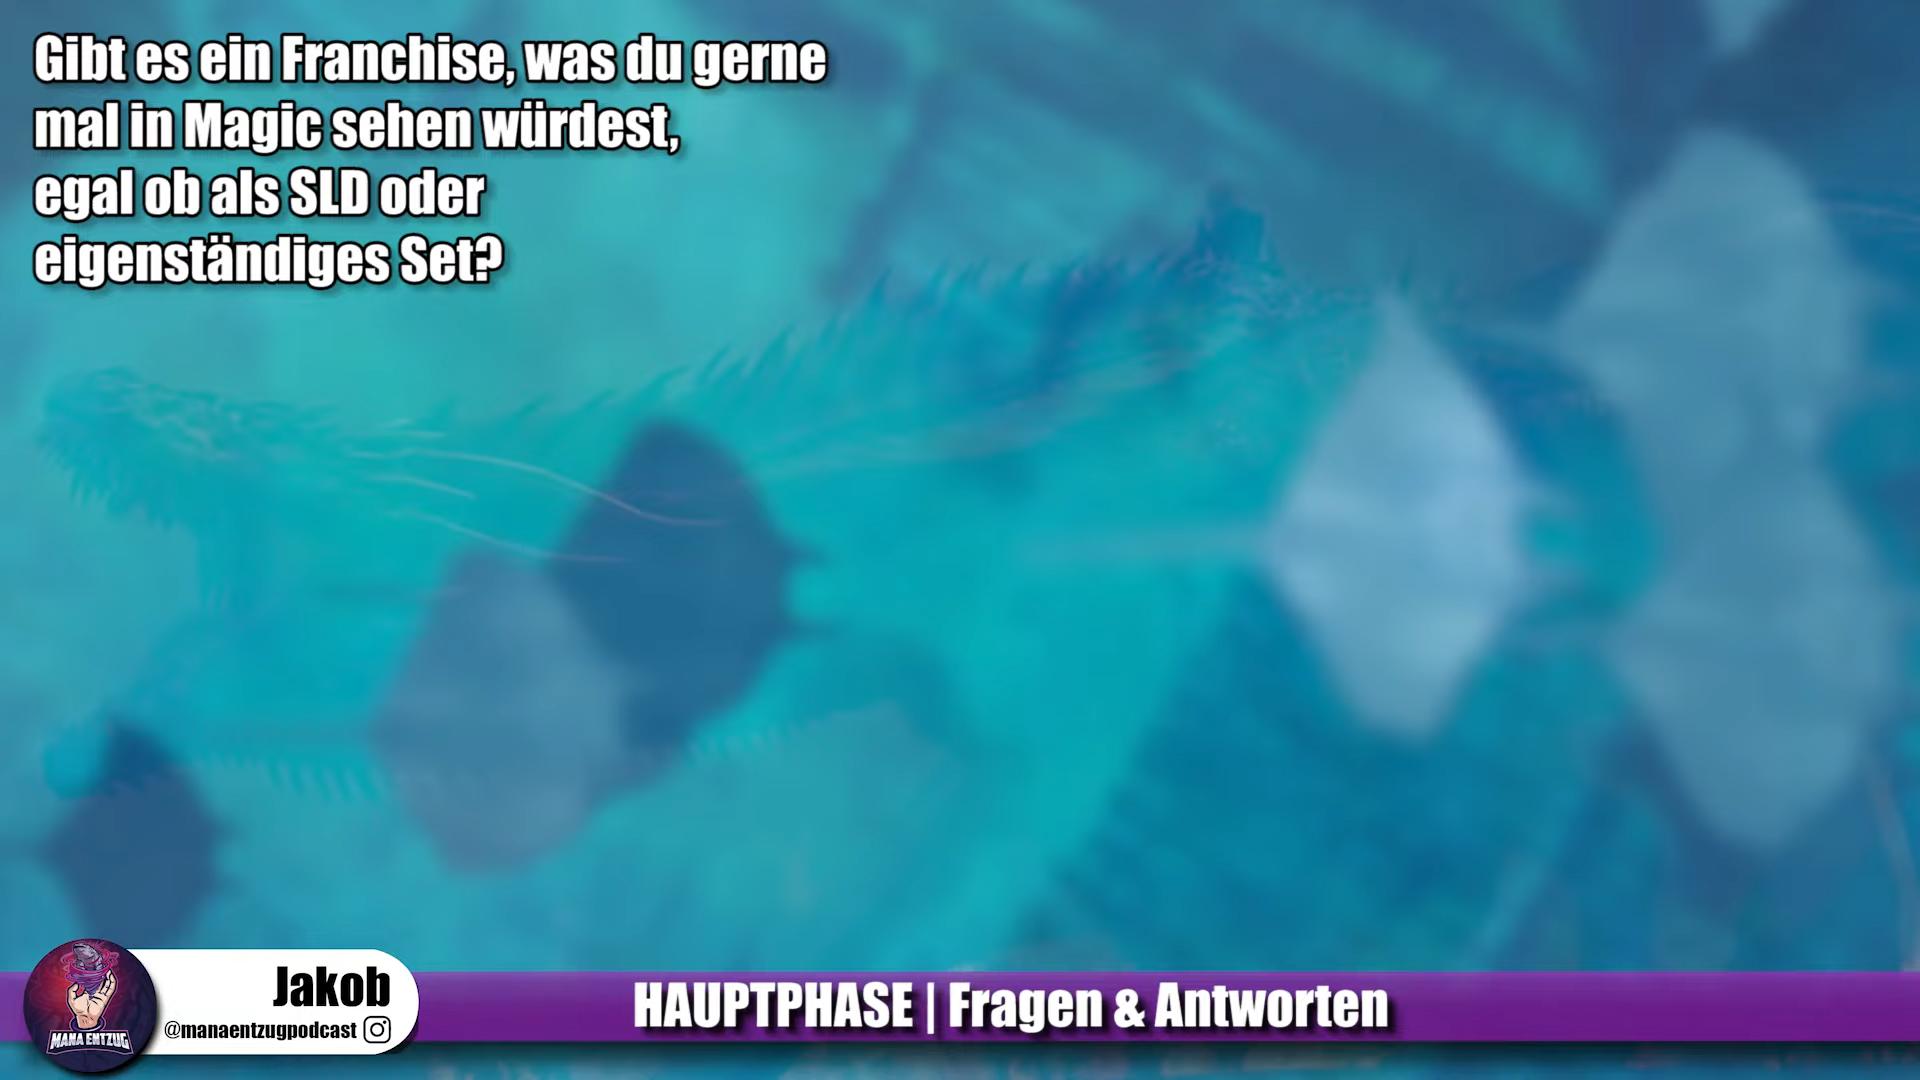 Gibt es ein Franchise, was du gerne
mal in Magic sehen würdest,
egal ob als SLD oder
eigenständiges Set?
Jakob
@manaentzugpodcast
MANA ENTZUG
HAUPTPHASE | Fragen & Antworten